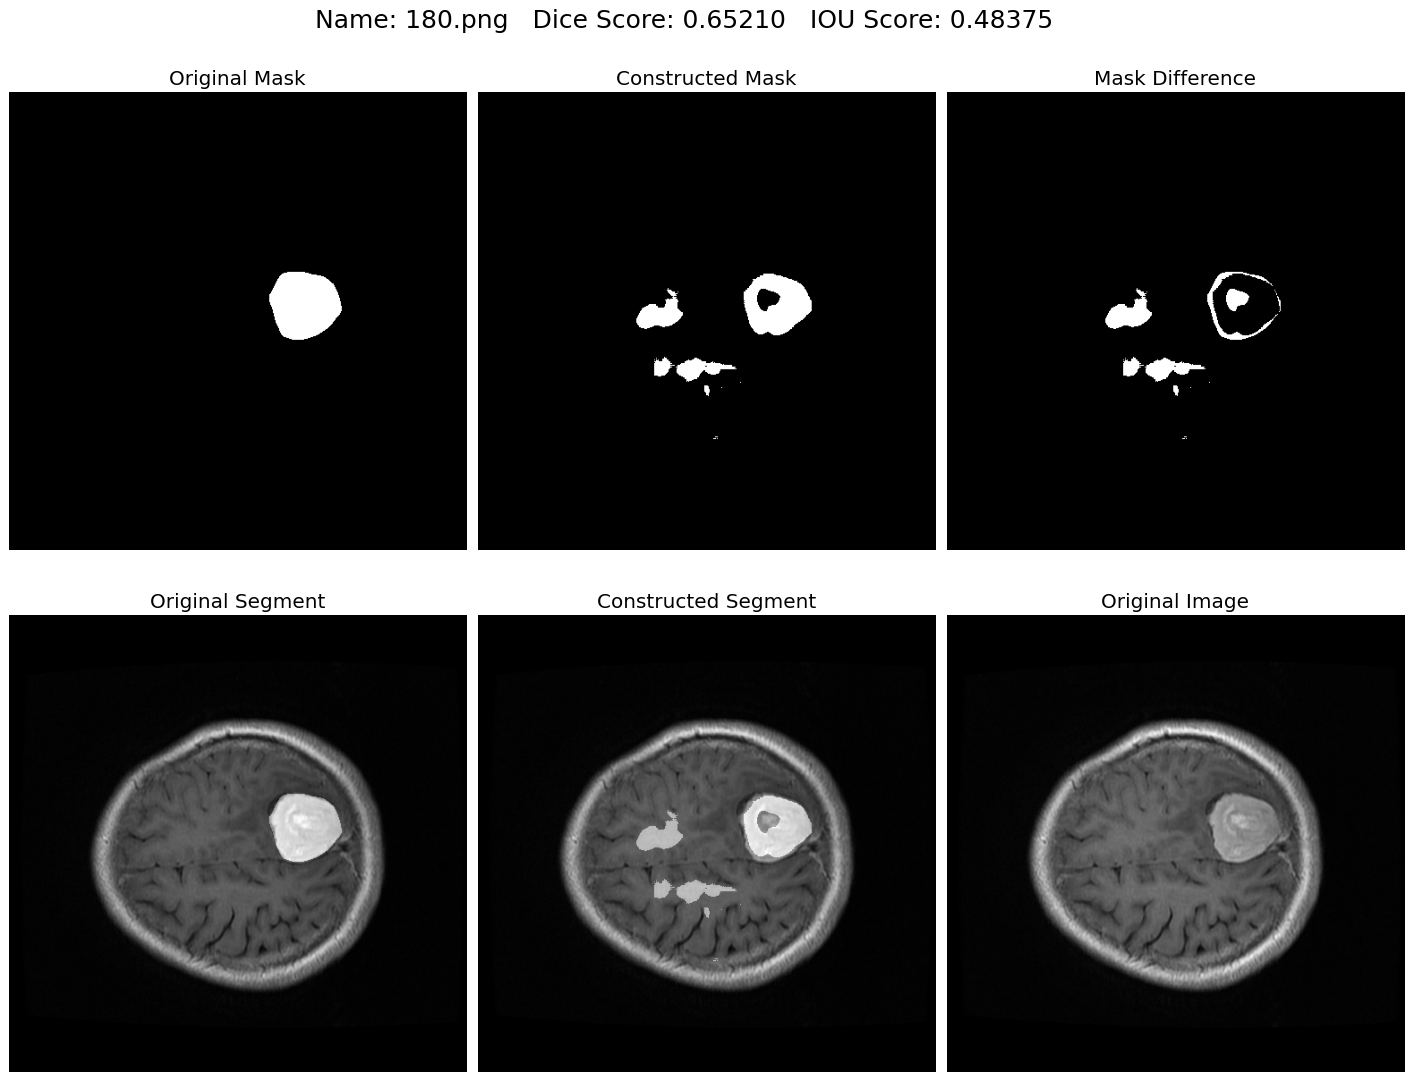 Name: 180.png   Dice Score: 0.65210   IOU Score: 0.48375
Original Mask
Constructed Mask
Mask Difference
Original Segment
Constructed Segment
Original Image